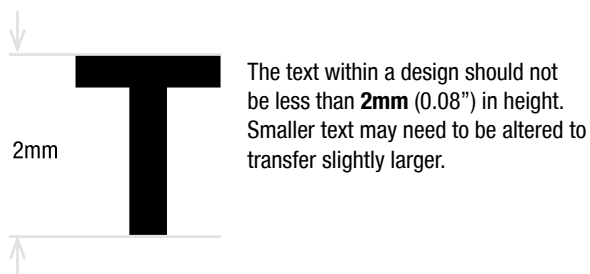 2mm
T
The text within a design should not
be less than 2mm (0.08”) in height.
Smaller text may need to be altered to
transfer slightly larger.